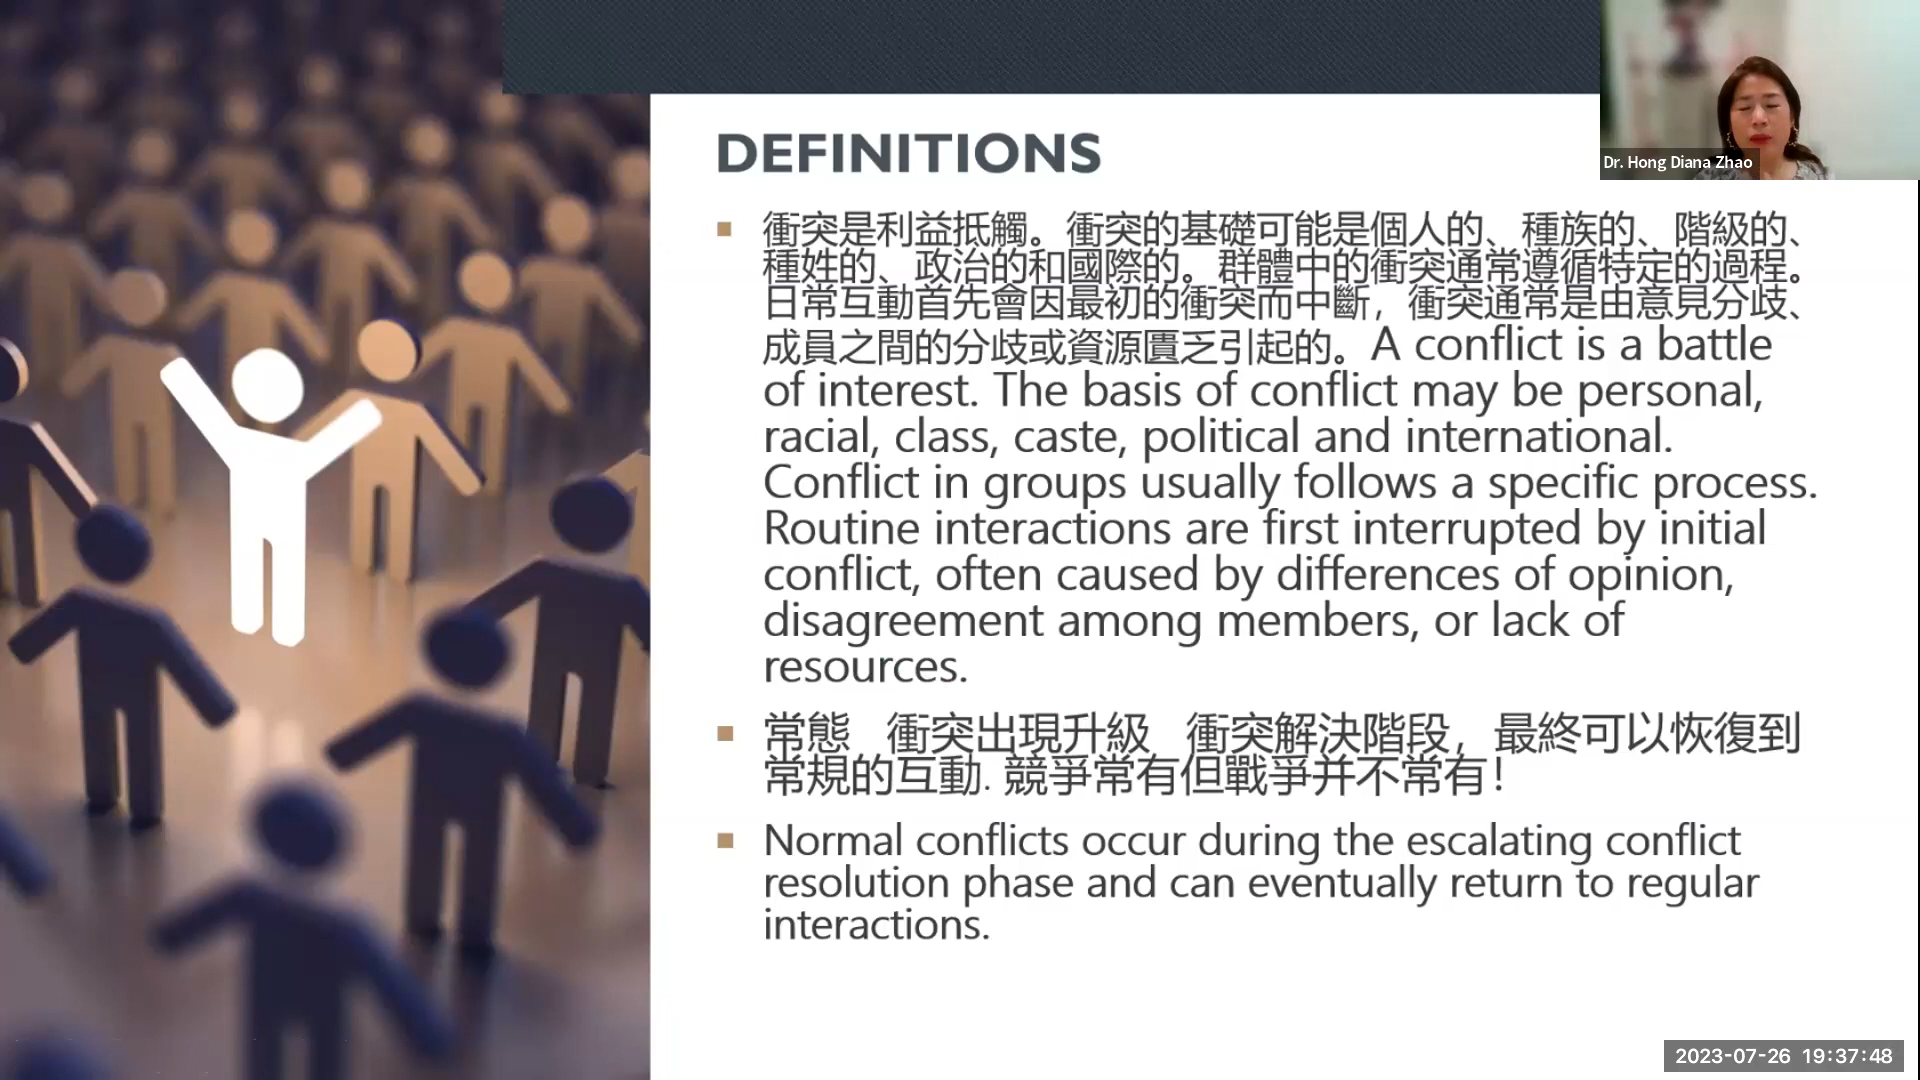 DEFINITIONS
Dr. Hong Diana Zhao
衝突是利益抵觸。衝突的基礎可能是個人的、種族的、階級的、
種姓的、政治的和國際的。群體中的衝突通常遵循特定的過程。
日常互動首先會因最初的衝突而中斷，衝突通常是由意見分歧、
成員之間的分歧或資源匱乏引起的。A conflict is a battle
of interest. The basis of conflict may be personal,
racial, class, caste, political and international.
Conflict in groups usually follows a specific process.
Routine interactions are first interrupted by initial
conflict, often caused by differences of opinion,
disagreement among members, or lack of
resources.
常態 衝突出現升級 衝突解決階段，最終可以恢復到
常規的互動. 競爭常有但戰爭并不常有！
Normal conflicts occur during the escalating conflict
resolution phase and can eventually return to regular
interactions.
2023-07-26 19:37:48